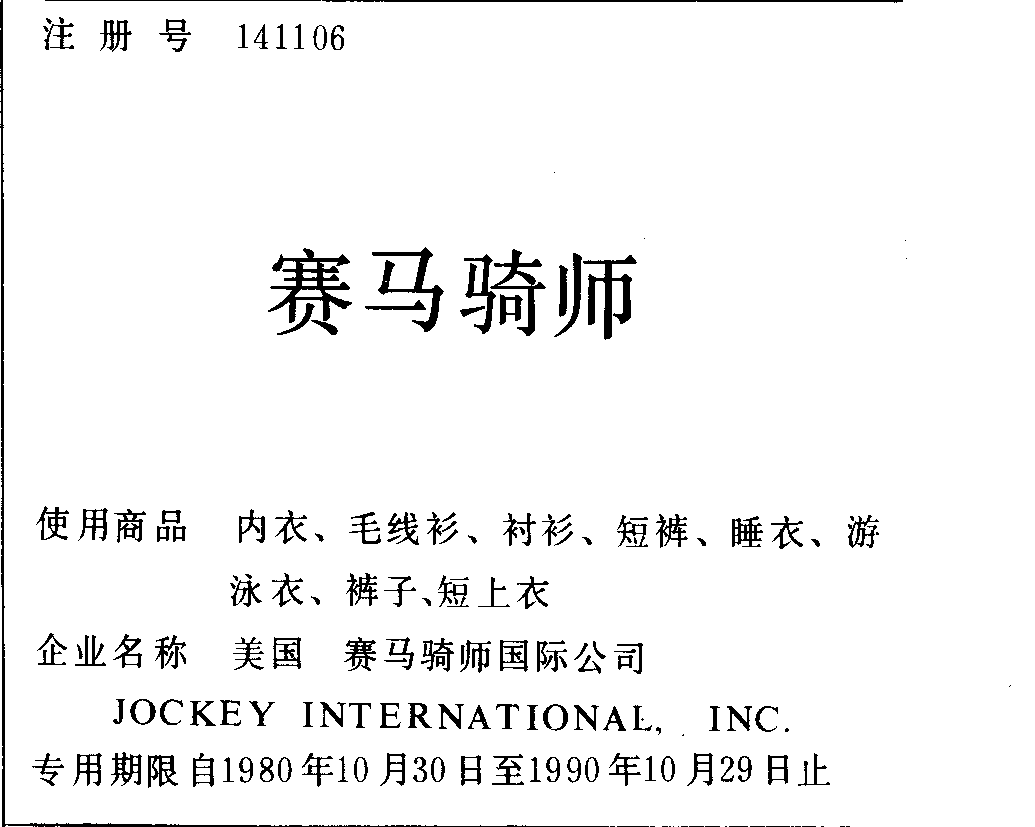 注册号 141106
赛马骑师
使用商品 内衣、毛线衫、衬衫、短裤、睡衣、游
泳衣、裤子、短上衣
企业名称 美国 赛马骑师国际公司
JOCKEY INTERNATIONAL, INC.
专用期限自1980年10月30日至1990年10月29日止